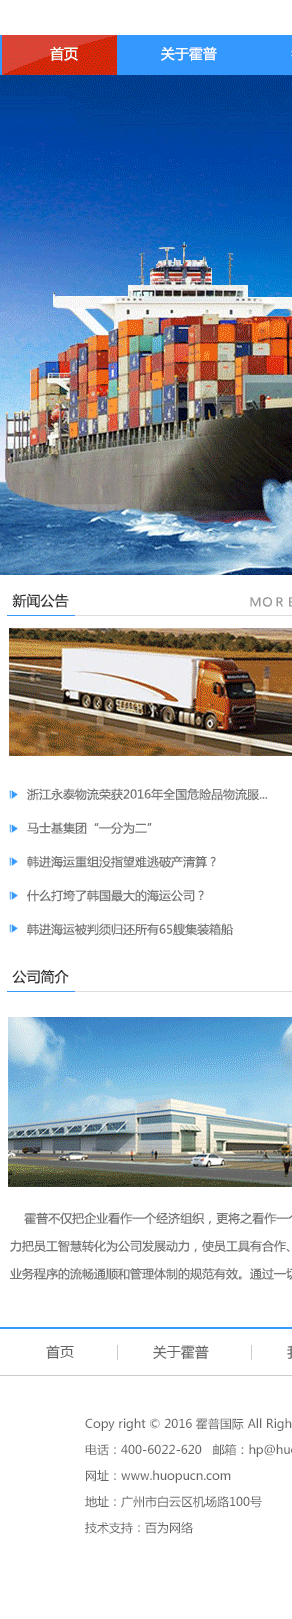 首页 关于霍普
新闻公告 MORE
浙江永泰物流荣获2016年全国危险品物流服...
马士基集团“一分为二”
韩进海运重组没指望难逃破产清算？
什么打垮了韩国最大的海运公司？
韩进海运被判须归还所有65艘集装箱船
公司简介
霍普不仅把企业看作一个经济组织，更将之看作一个
力把员工智慧转化为公司发展动力，使员工具有合作、
业务程序的流畅通顺和管理体制的规范有效。通过一切
首页 关于霍普
Copy right © 2016 霍普国际 All Righ
电话：400-6022-620 邮箱：hp@huo
网址：www.huopucn.com
地址：广州市白云区机场路100号
技术支持：百为网络